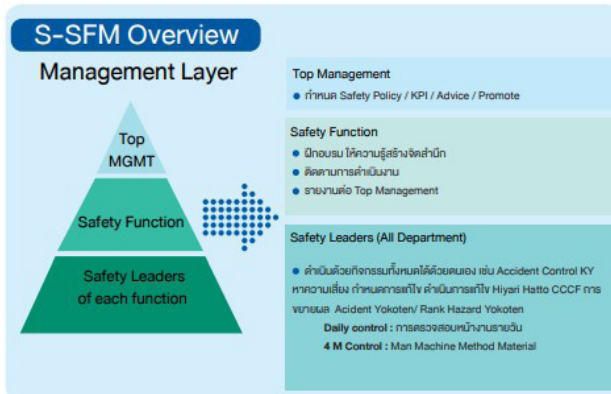 S-SFM Overview
Management Layer
Top
MGMT
Safety Function
Safety Leaders
of each function
Top Management
● กำหนด Safety Policy / KPI / Advice / Promote
Safety Function
● ฝึกอบรม ให้ความรู้สร้างจิตสำนึก
● ติดตามการดำเนินงาน
● รายงานต่อ Top Management
Safety Leaders (All Department)
● ดำเนินด้วยกิจกรรมทั้งหมดได้ด้วยตนเอง เช่น Accident Control KY
หาความเสี่ยง กำหนดการแก้ไข ดำเนินการแก้ไข Hiyari Hatto CCCF การ
ขยายผล Acident Yokoten/ Rank Hazard Yokoten
Daily control : การตรวจสอบหน้างานรายวัน
4 M Control : Man Machine Method Material